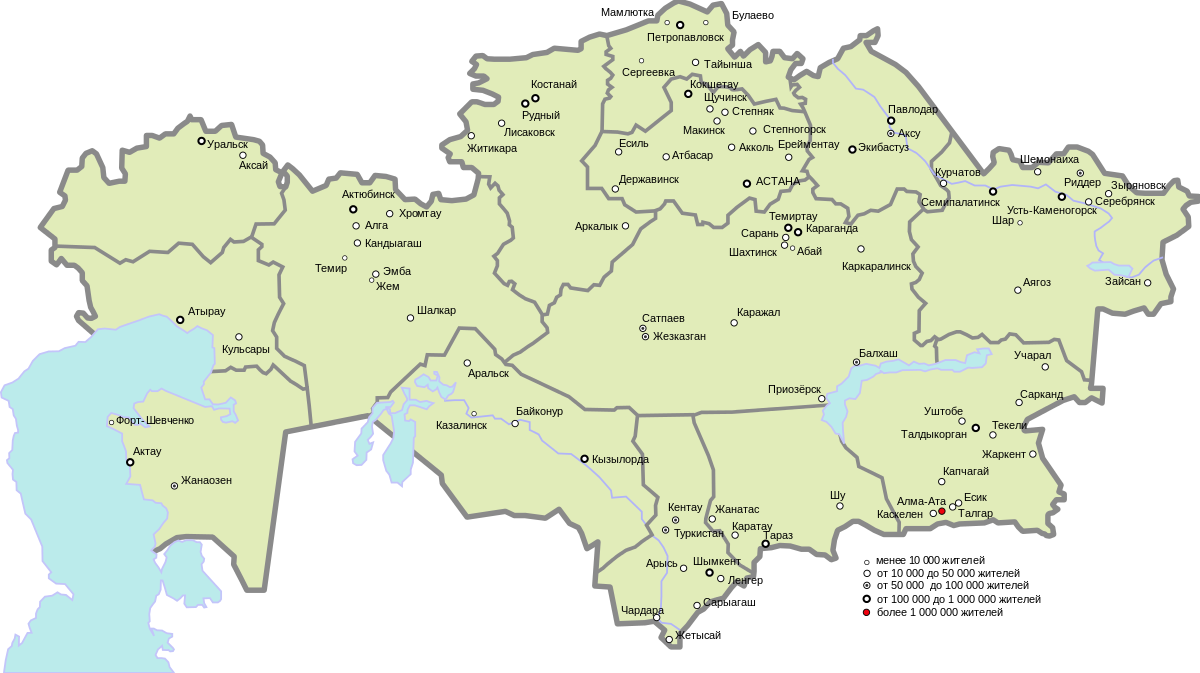 Мамлютка
Булаево
Петропавловск
Сергеевка
Тайынша
Костанай
Рудный
Лисаковск
Житикара
Кокшетау
Щучинск
Степняк
Макинск
Степногорск
Есиль
Атбасар
Акколь
Ерейментау
Державинск
АСТАНА
Павлодар
Аксу
Экибастуз
Уральск
Аксай
Курчатов
Шемонаиха
Риддер
Зыряновск
Семипалатинск
Усть-Каменогорск
Серебрянск
Шар
Актюбинск
Хромтау
Алга
Кандыагаш
Темир
Эмба
Жем
Шалкар
Аркалык
Темиртау
Караганда
Сарань
Шахтинск
Абай
Каркаралинск
Аягоз
Зайсан
Атырау
Кульсары
Сатпаев
Жезказган
Каражал
Балхаш
Приозёрск
Учарал
Сарканд
Аральск
Казалинск
Байконур
Кызылорда
Форт-Шевченко
Актау
Жанаозен
Уштобе
Талдыкорган
Текели
Жаркент
Капчагай
Алма-Ата
Есик
Каскелен
Талгар
Шу
Кентау
Жанатас
Туркистан
Каратау
Тараз
Арысь
Шымкент
Ленгер
Чардара
Сарыагаш
Жетысай
менее 10 000 жителей
от 10 000 до 50 000 жителей
от 50 000 до 100 000 жителей
от 100 000 до 1 000 000 жителей
более 1 000 000 жителей